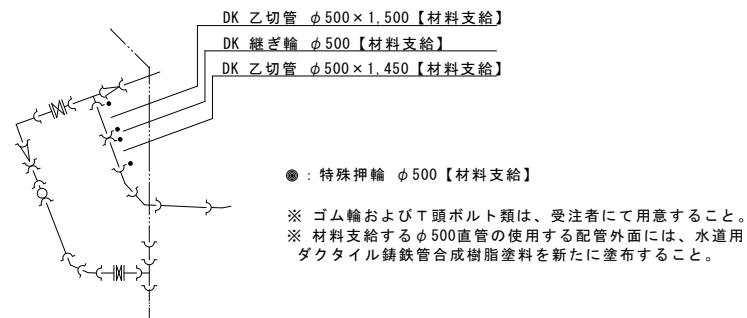 DK 乙切管 φ500×1,500【材料支給】
DK 継ぎ輪 φ500【材料支給】
DK 乙切管 φ500×1,450【材料支給】
◉ : 特殊押輪 φ500【材料支給】
※ ゴム輪およびT頭ボルト類は、受注者にて用意すること。
※ 材料支給するφ500直管の使用する配管外面には、水道用
ダクタイル鋳鉄管合成樹脂塗料を新たに塗布すること。